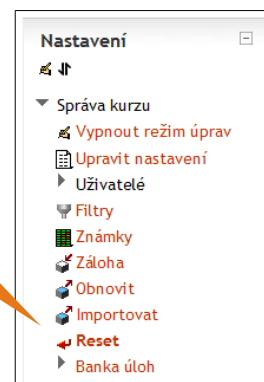 Nastavení
Správa kurzu
Vypnout režim úprav
Upravit nastavení
Uživatelé
Filtry
Známky
Záloha
Obnovit
Importovat
Reset
Banka úloh